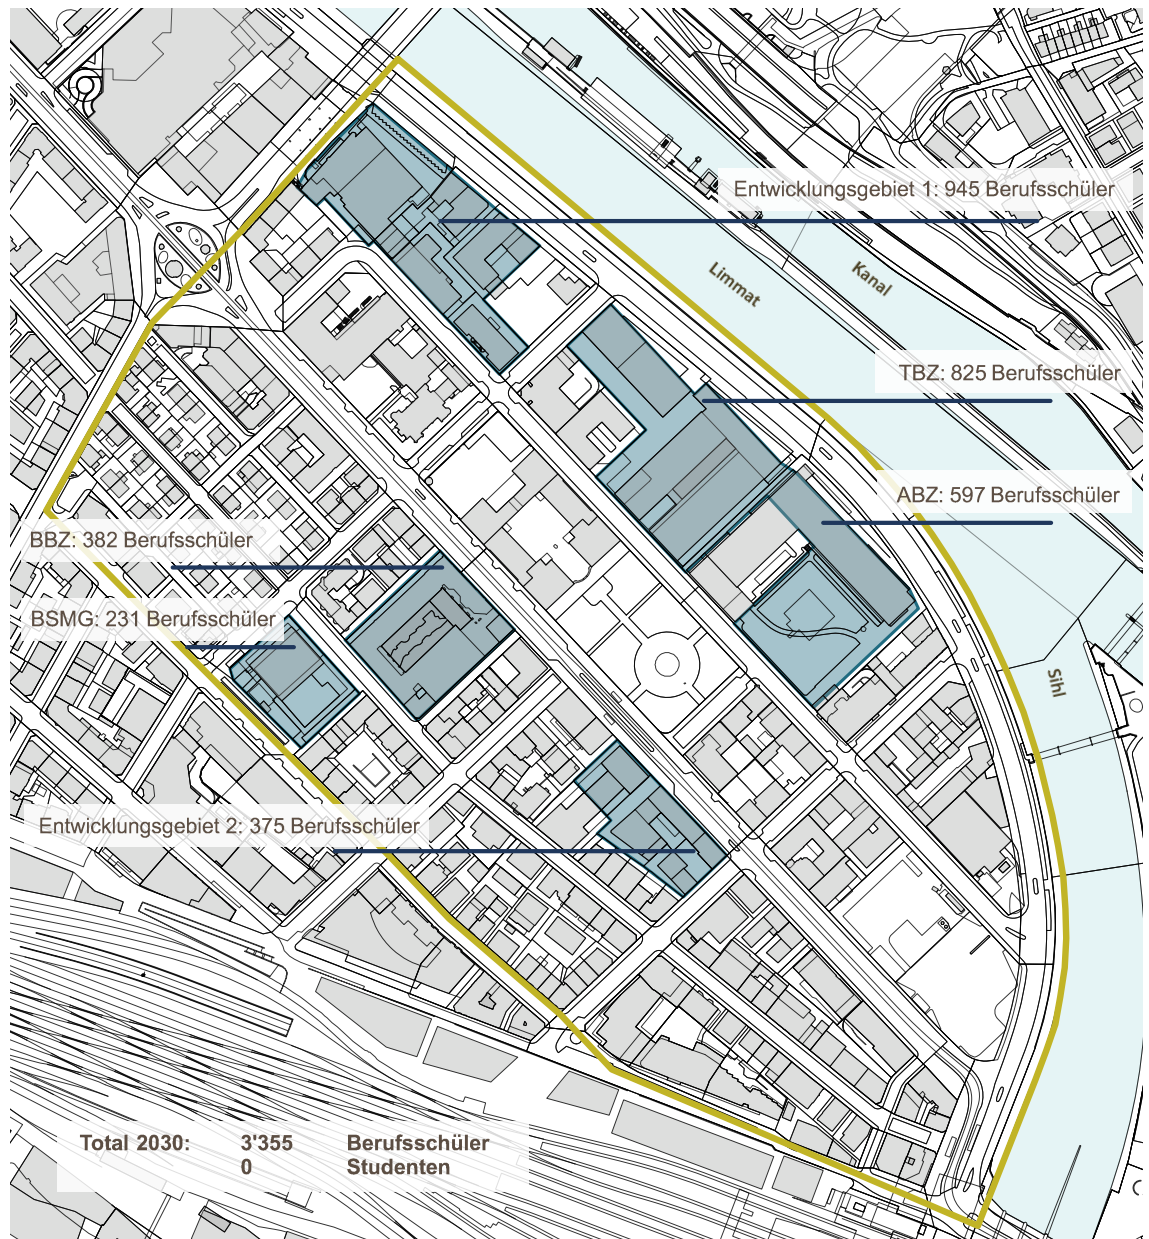 Entwicklungsgebiet 1: 945 Berufsschüler
Limmat
Kanal
TBZ: 825 Berufsschüler
ABZ: 597 Berufsschüler
BBZ: 382 Berufsschüler
BSMG: 231 Berufsschüler
Sihl
Entwicklungsgebiet 2: 375 Berufsschüler
Total 2030: 3'355 Berufsschüler
0 Studenten